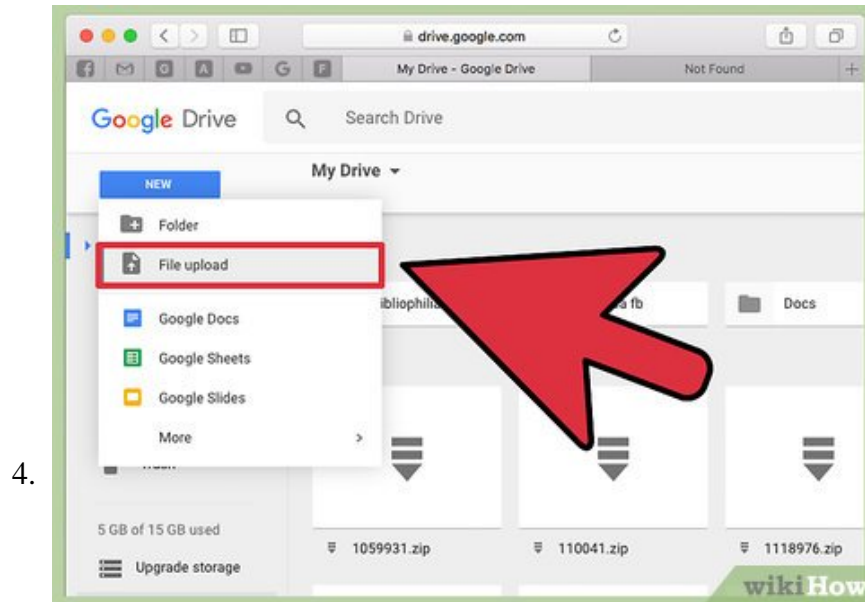 drive.google.com
My Drive - Google Drive
Not Found
Google Drive
Search Drive
NEW
My Drive
Folder
File upload
ibliophilia
a fb
Docs
Google Docs
Google Sheets
Google Slides
More
4.
5 GB of 15 GB used
Upgrade storage
1059931.zip
110041.zip
1118976.zip
wikiHow